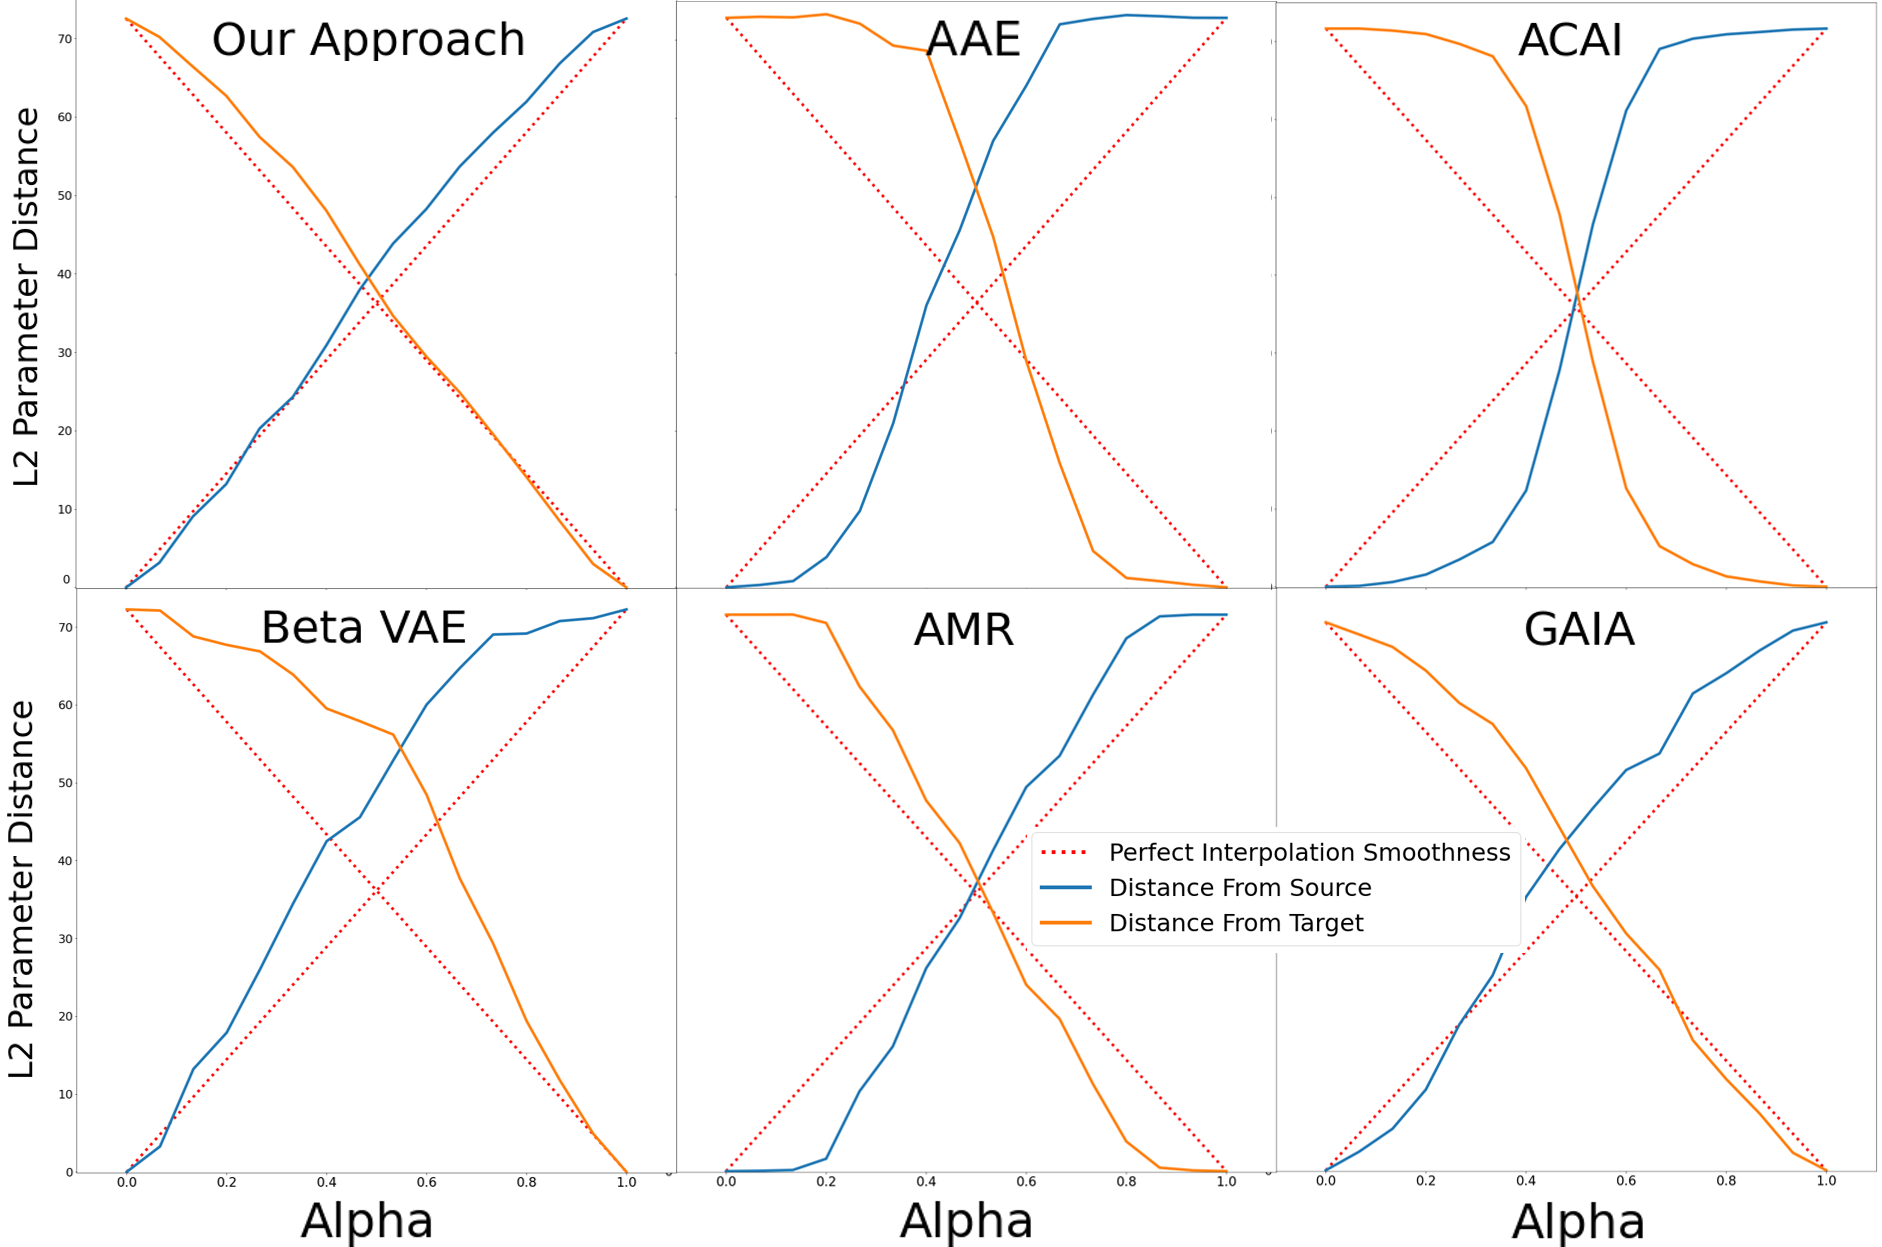 Our Approach
AAE
ACAI
L2 Parameter Distance
70
60
50
40
30
20
10
0
Beta VAE
AMR
GAIA
L2 Parameter Distance
70
60
50
40
30
20
10
0
Perfect Interpolation Smoothness
Distance From Source
Distance From Target
0.0 0.2 0.4 0.6 0.8 1.0
0.0 0.2 0.4 0.6 0.8 1.0
0.0 0.2 0.4 0.6 0.8 1.0
Alpha
Alpha
Alpha